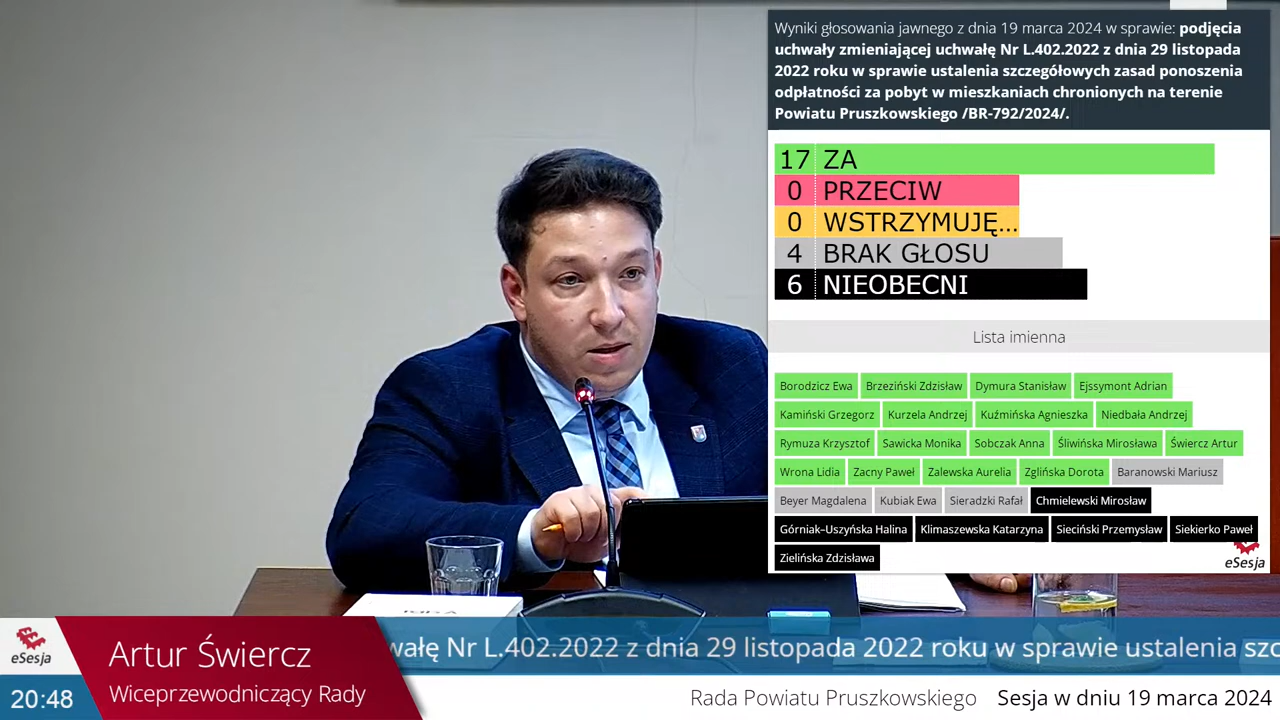 Wyniki głosowania jawnego z dnia 19 marca 2024 w sprawie: podjęcia
uchwały zmieniającej uchwałę Nr L.402.2022 z dnia 29 listopada
2022 roku w sprawie ustalenia szczegółowych zasad ponoszenia
odpłatności za pobyt w mieszkaniach chronionych na terenie
Powiatu Pruszkowskiego /BR-792/2024/.
17 ZA
0 PRZECIW
0 WSTRZYMUJĘ...
4 BRAK GŁOSU
6 NIEOBECNI
Lista imienna
Borodzicz Ewa Brzeziński Zdzisław Dymura Stanisław Ejssymont Adrian
Kamiński Grzegorz Kurzela Andrzej Kuźmińska Agnieszka Niedbała Andrzej
Rymuza Krzysztof Sawicka Monika Sobczak Anna Śliwińska Mirosława Świercz Artur
Wrona Lidia Zacny Paweł Zalewska Aurelia Zglińska Dorota Baranowski Mariusz
Beyer Magdalena Kubiak Ewa Sieradzki Rafał Chmielewski Mirosław
Górniak–Uszyńska Halina Klimaszewska Katarzyna Sieciński Przemysław Siekierko Paweł
Zielińska Zdzisława
eSesja
eSesja
Artur Świercz
Wiceprzewodniczący Rady
wałę Nr L.402.2022 z dnia 29 listopada 2022 roku w sprawie ustalenia szc
20:48
Rada Powiatu Pruszkowskiego Sesja w dniu 19 marca 2024